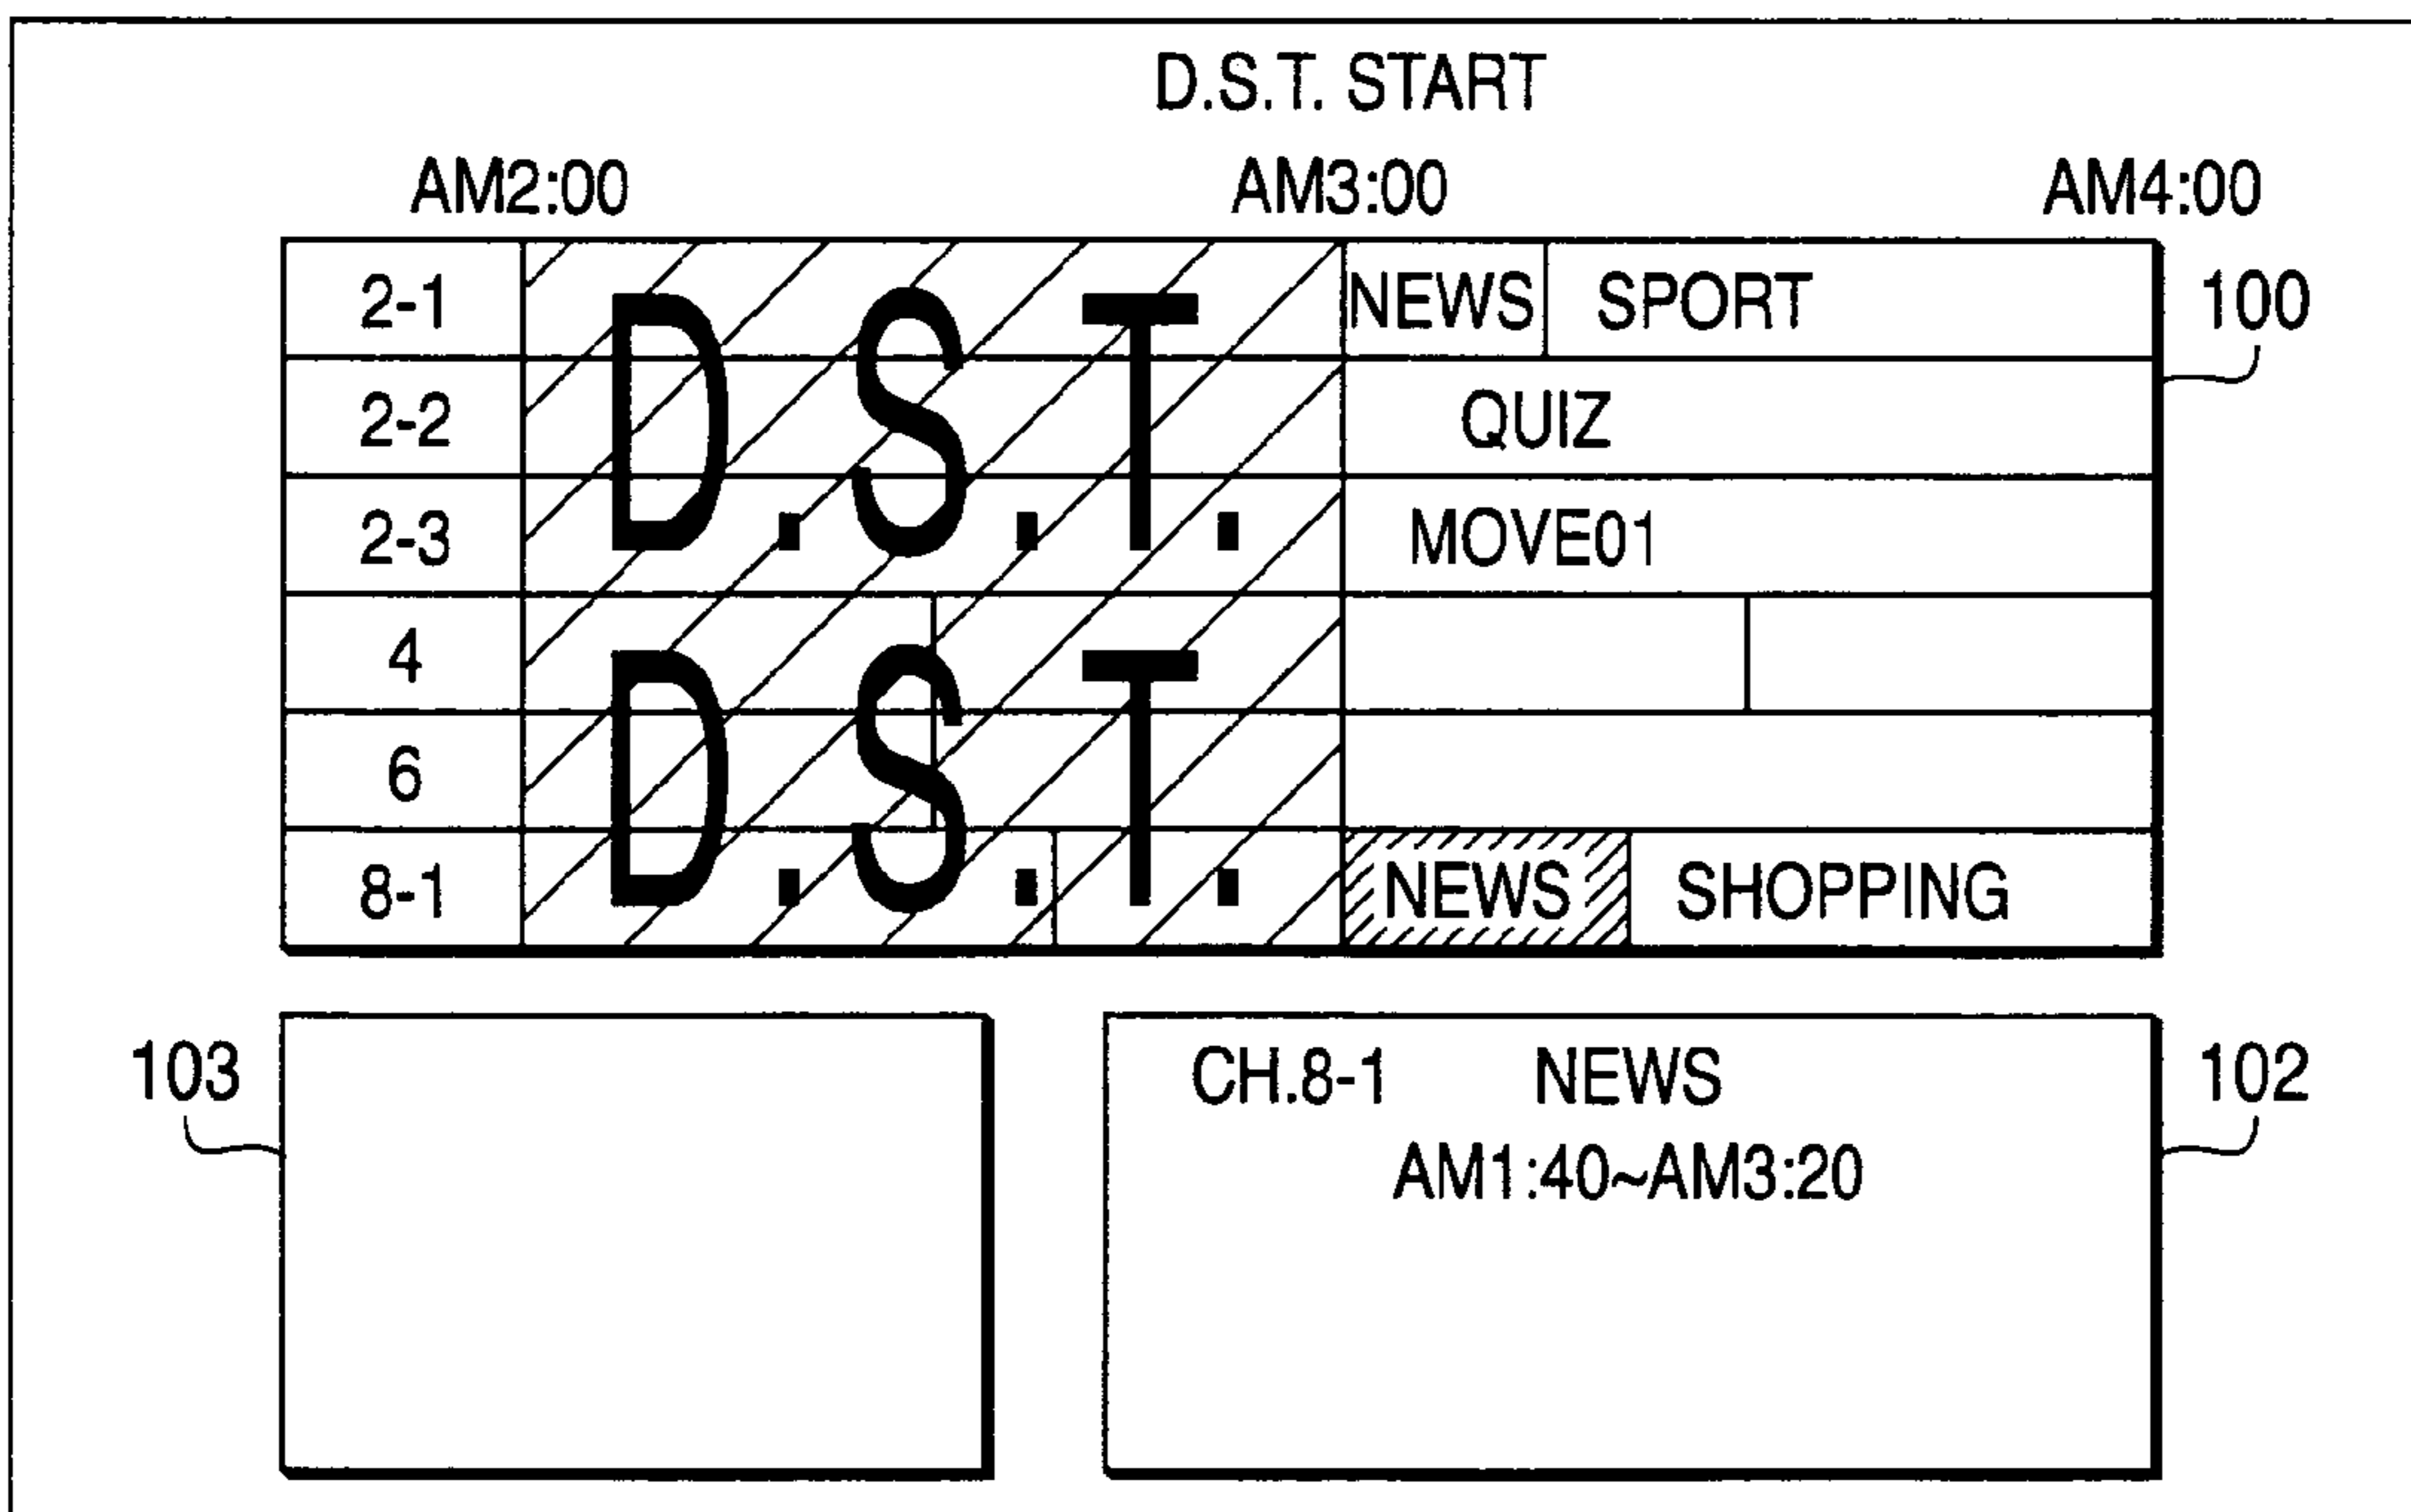 D.S.T. START
AM2:00 AM3:00 AM4:00
2-1 NEWS SPORT
100
2-2 QUIZ
2-3 MOVE01
D.S.T.
4
6
8-1 NEWS SHOPPING
D.S.T.
103
CH.8-1 NEWS
102
AM1:40~AM3:20